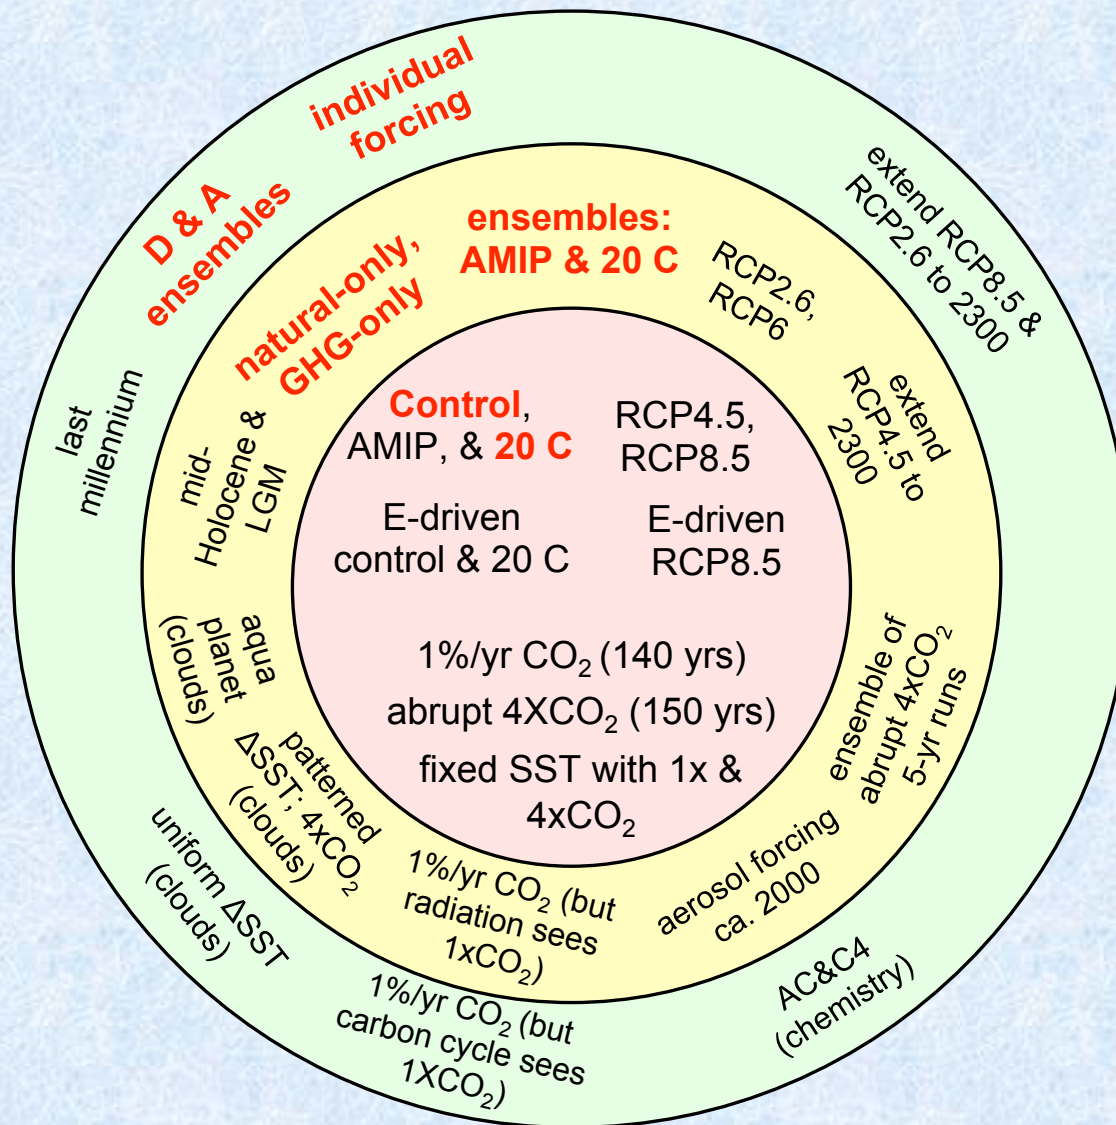 individual
forcing
D & A
ensembles
last
millennium
extend RCP8.5 &
RCP2.6 to 2300
ensembles:
AMIP & 20 C
natural-only,
GHG-only
RCP2.6,
RCP6
extend
RCP4.5 to
2300
mid-
Holocene &
LGM
Control,
AMIP, & 20 C
RCP4.5,
RCP8.5
E-driven
control & 20 C
E-driven
RCP8.5
1%/yr CO₂ (140 yrs)
abrupt 4XCO₂ (150 yrs)
fixed SST with 1x &
4xCO₂
aqua
planet
(clouds)
ensemble of
abrupt 4xCO₂
5-yr runs
patterned
ΔSST; 4xCO₂
(clouds)
1%/yr CO₂ (but
radiation sees
1xCO₂)
aerosol forcing
ca. 2000
uniform ΔSST
(clouds)
1%/yr CO₂ (but
carbon cycle sees
1XCO₂)
AC&C4
(chemistry)